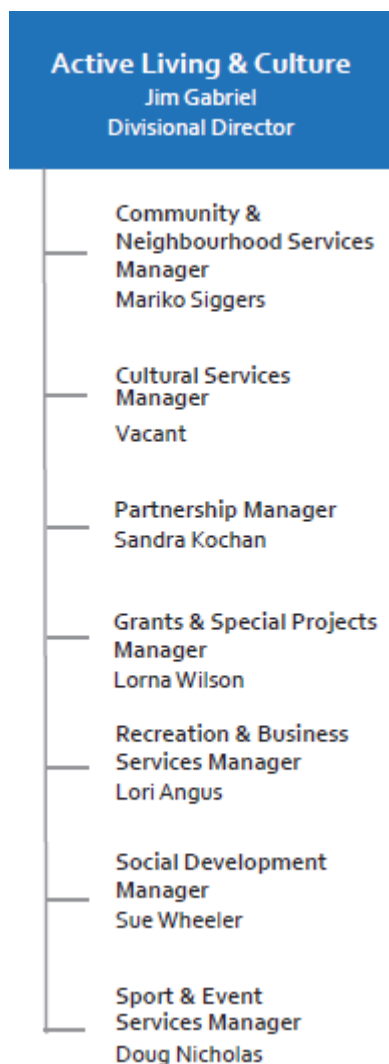 Active Living & Culture
Jim Gabriel
Divisional Director
Community &
Neighbourhood Services
Manager
Mariko Siggers
Cultural Services
Manager
Vacant
Partnership Manager
Sandra Kochan
Grants & Special Projects
Manager
Lorna Wilson
Recreation & Business
Services Manager
Lori Angus
Social Development
Manager
Sue Wheeler
Sport & Event
Services Manager
Doug Nicholas